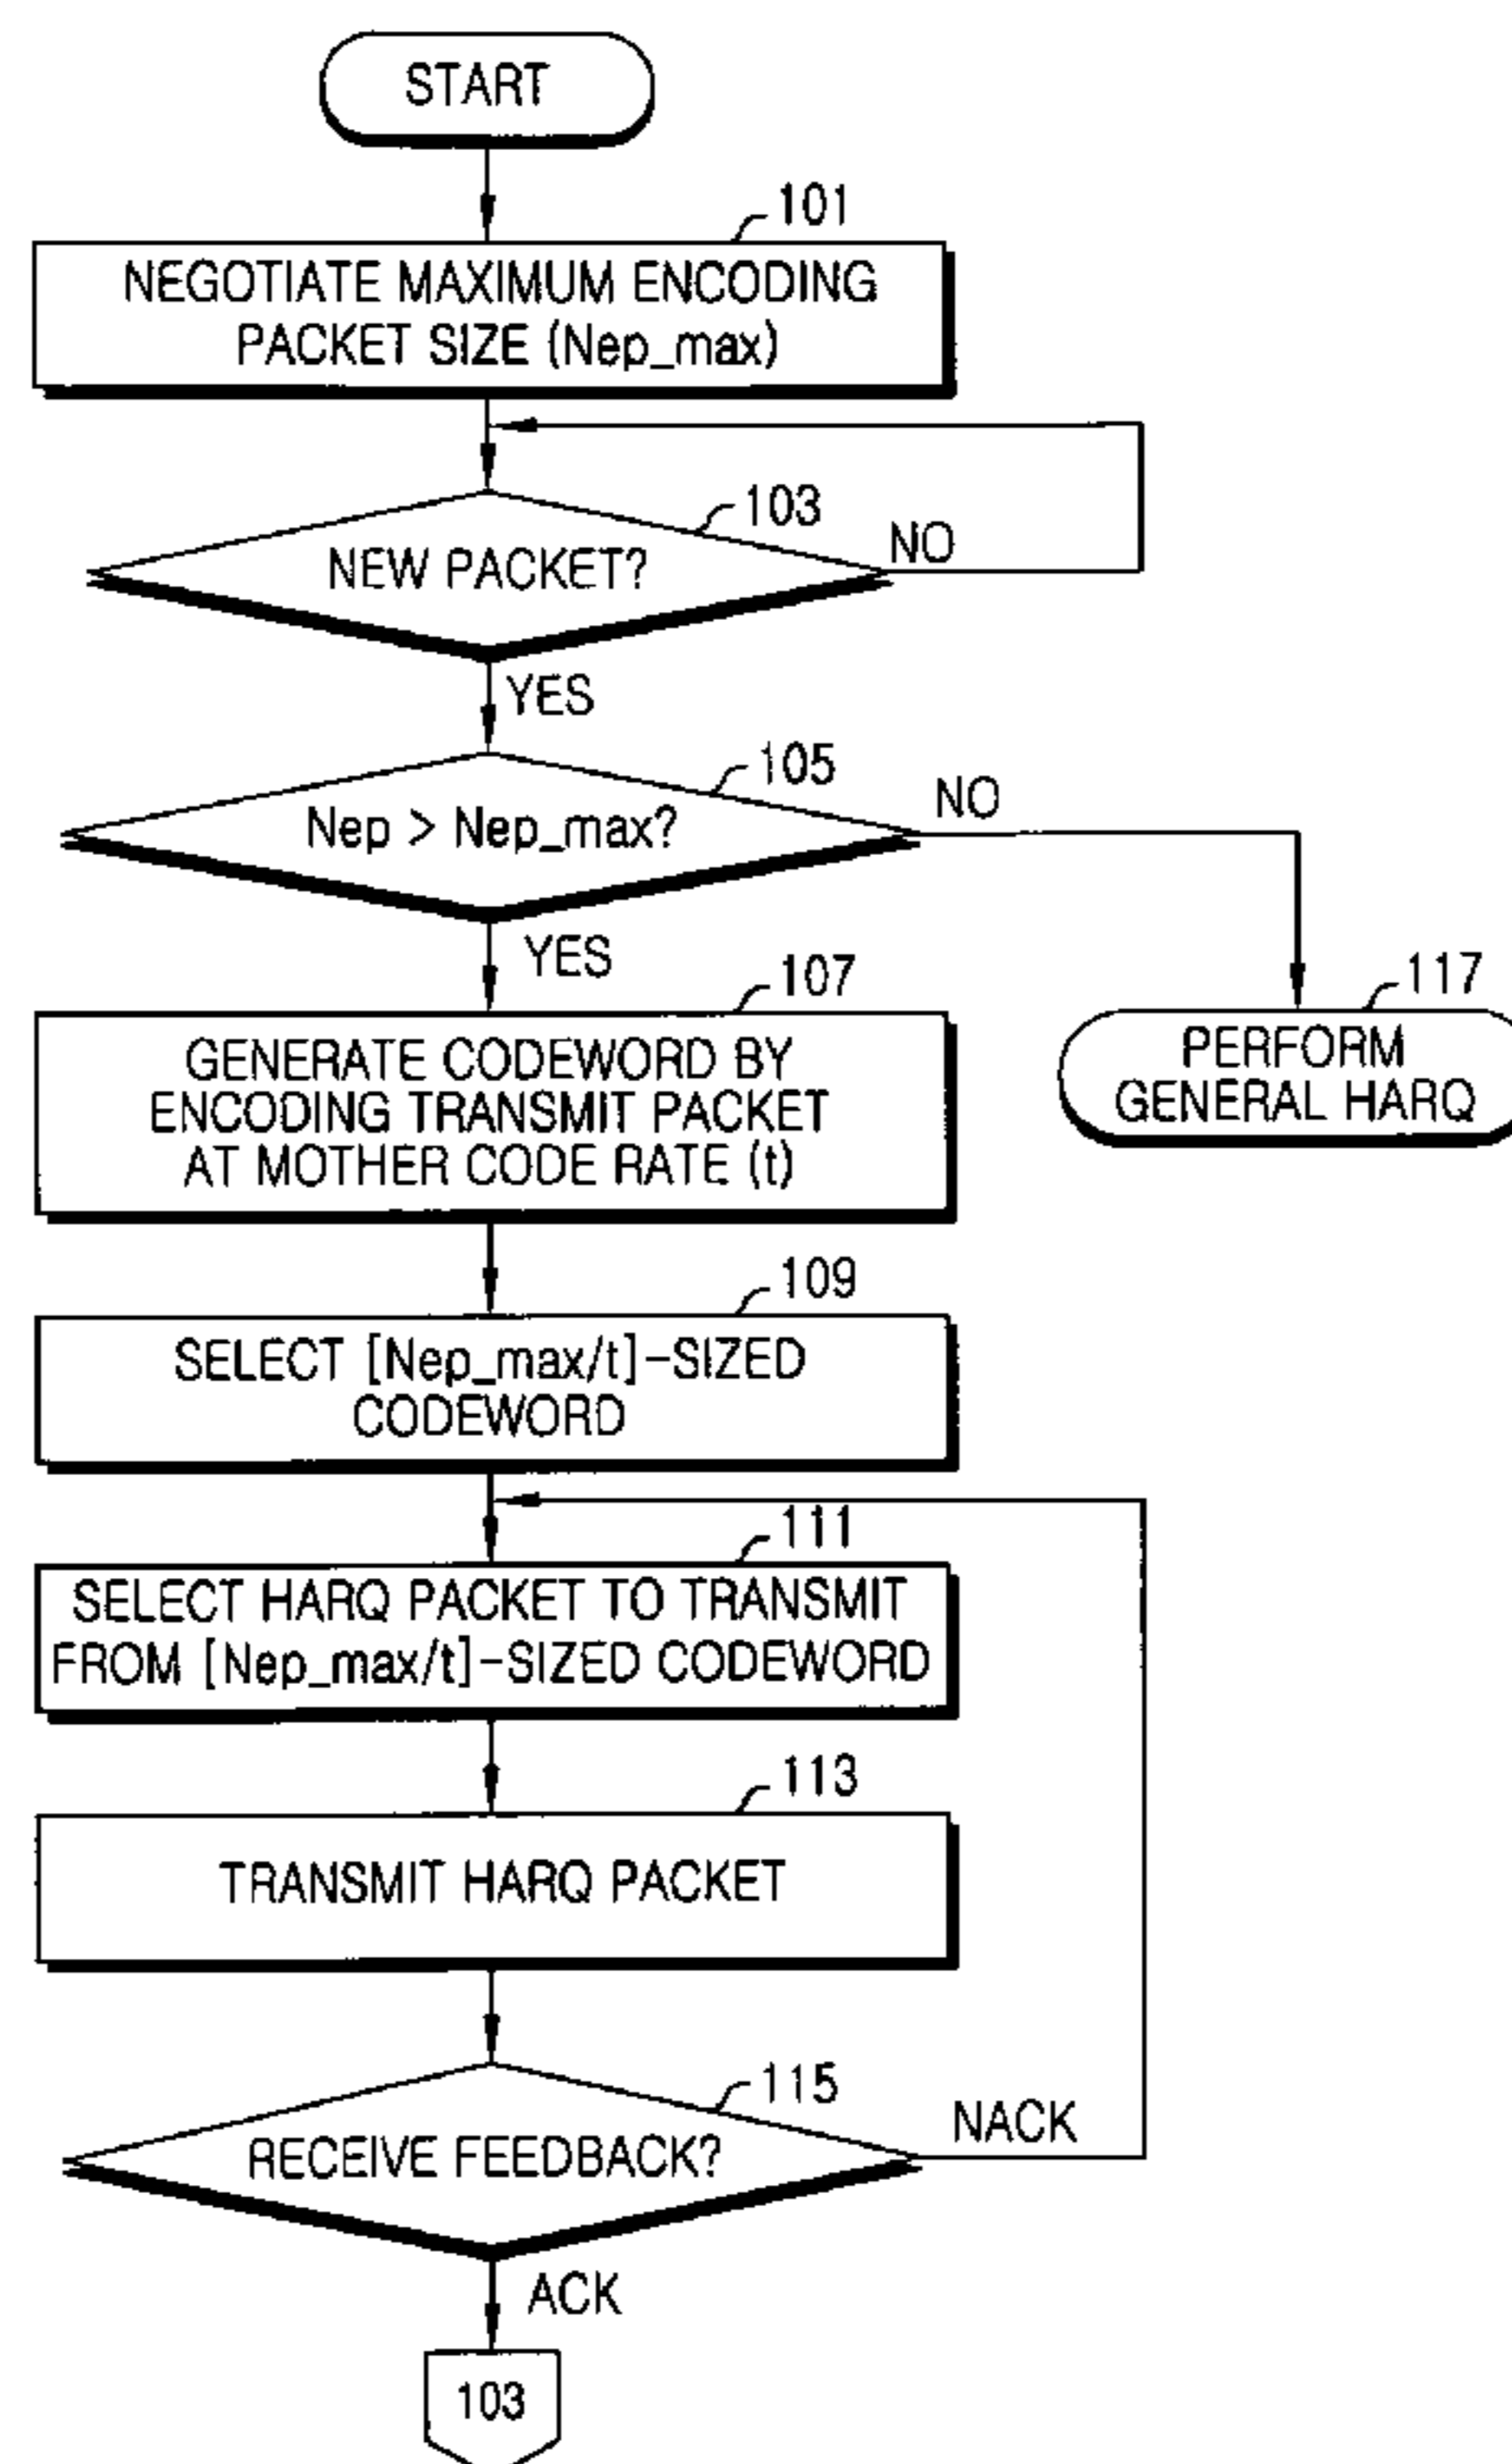 START
101
NEGOTIATE MAXIMUM ENCODING
PACKET SIZE (Nep_max)
103
NEW PACKET?
NO
YES
105
Nep > Nep_max?
NO
YES
107
GENERATE CODEWORD BY
ENCODING TRANSMIT PACKET
AT MOTHER CODE RATE (t)
117
PERFORM
GENERAL HARQ
109
SELECT [Nep_max/t]-SIZED
CODEWORD
111
SELECT HARQ PACKET TO TRANSMIT
FROM [Nep_max/t]-SIZED CODEWORD
113
TRANSMIT HARQ PACKET
115
RECEIVE FEEDBACK?
NACK
ACK
103